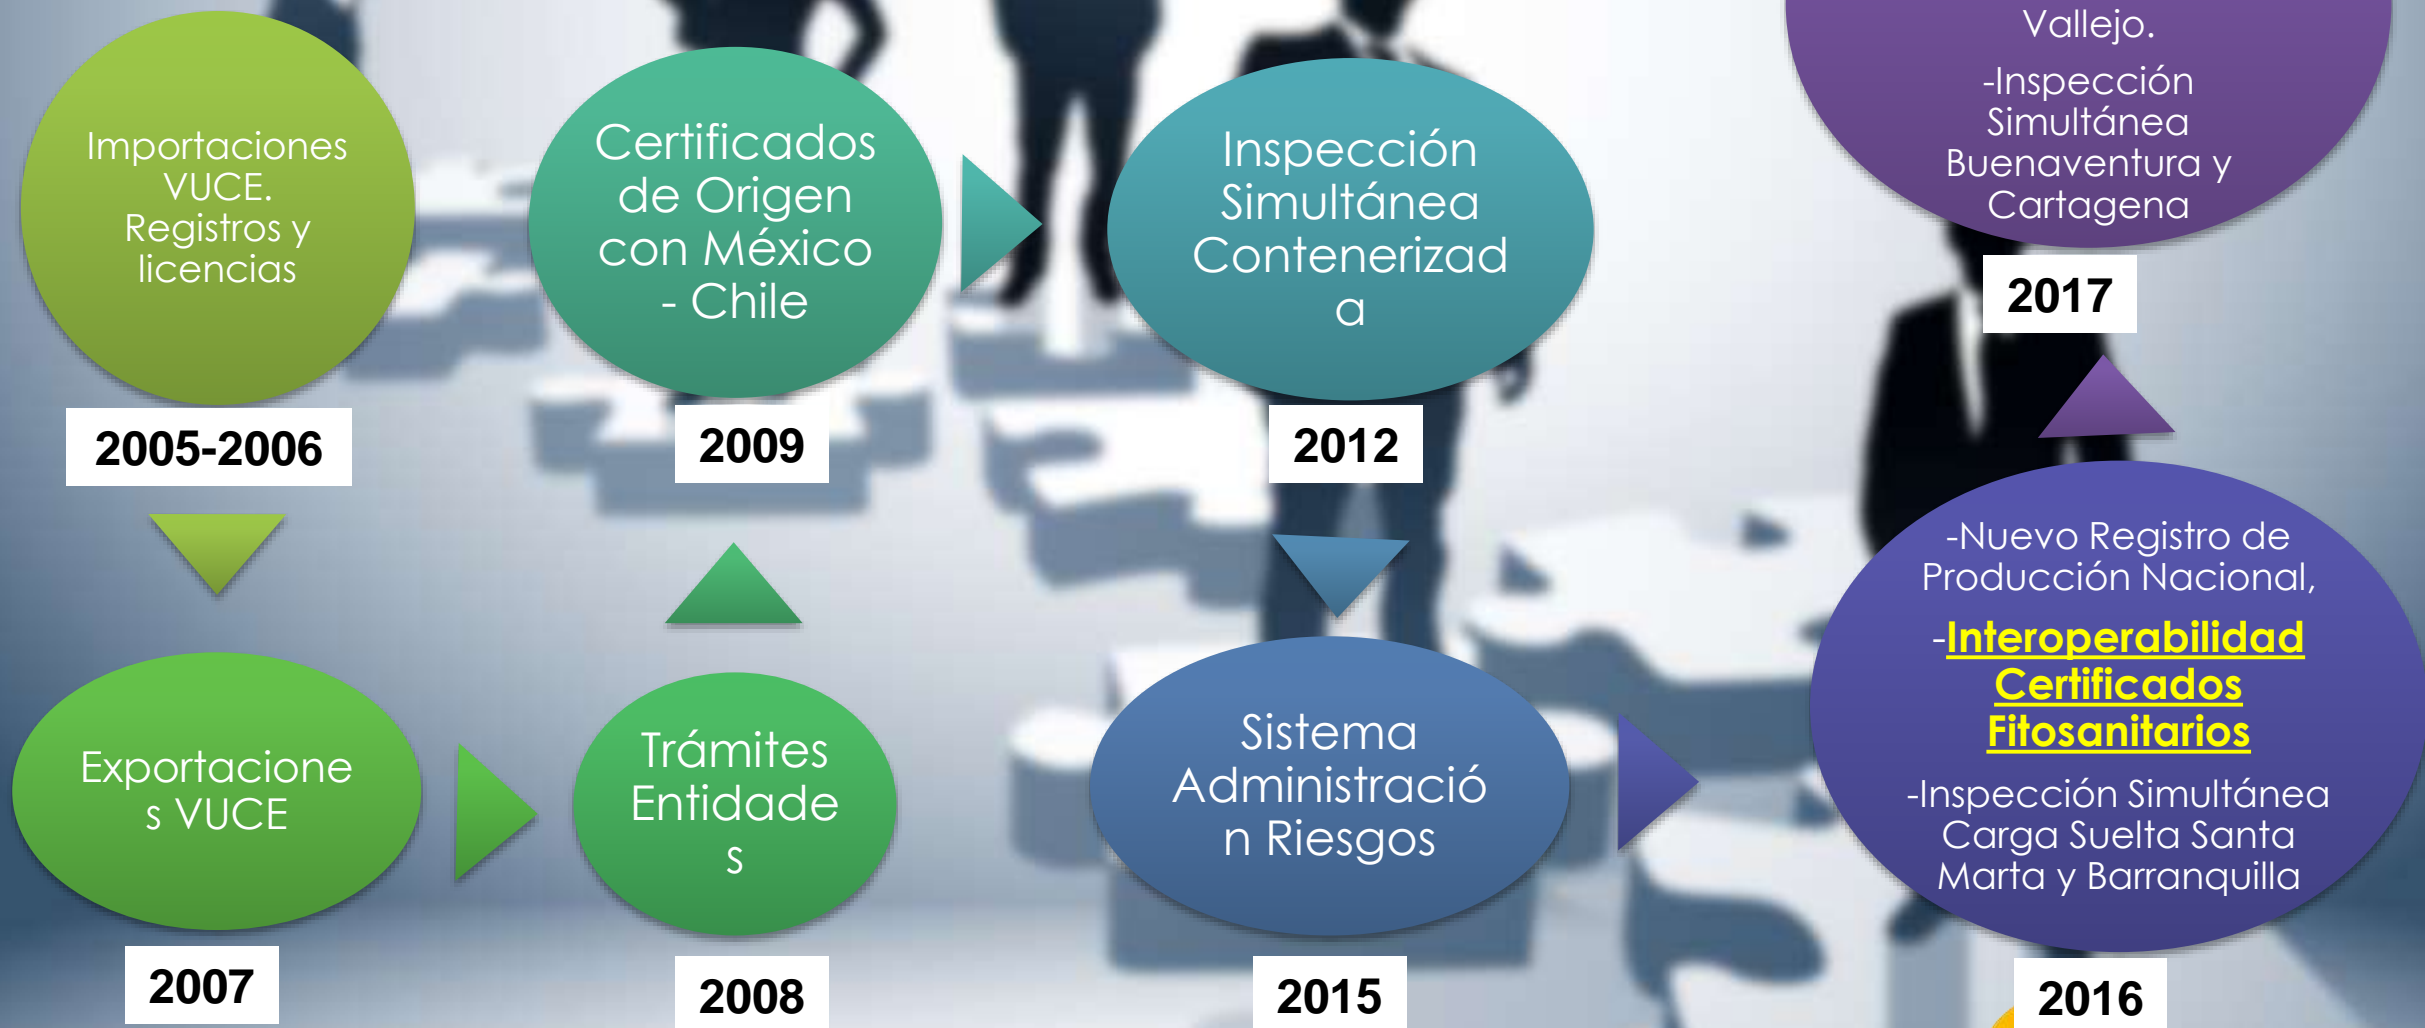 Importaciones
VUCE.
Registros y
licencias
2005-2006
Exportacione
s VUCE
2007
Trámites
Entidade
s
2008
Certificados
de Origen
con México
- Chile
2009
Inspección
Simultánea
Contenerizad
a
2012
Sistema
Administració
n Riesgos
2015
-Nuevo Registro de
Producción Nacional,
-Interoperabilidad
Certificados
Fitosanitarios
-Inspección Simultánea
Carga Suelta Santa
Marta y Barranquilla
2016
Vallejo.
-Inspección
Simultánea
Buenaventura y
Cartagena
2017